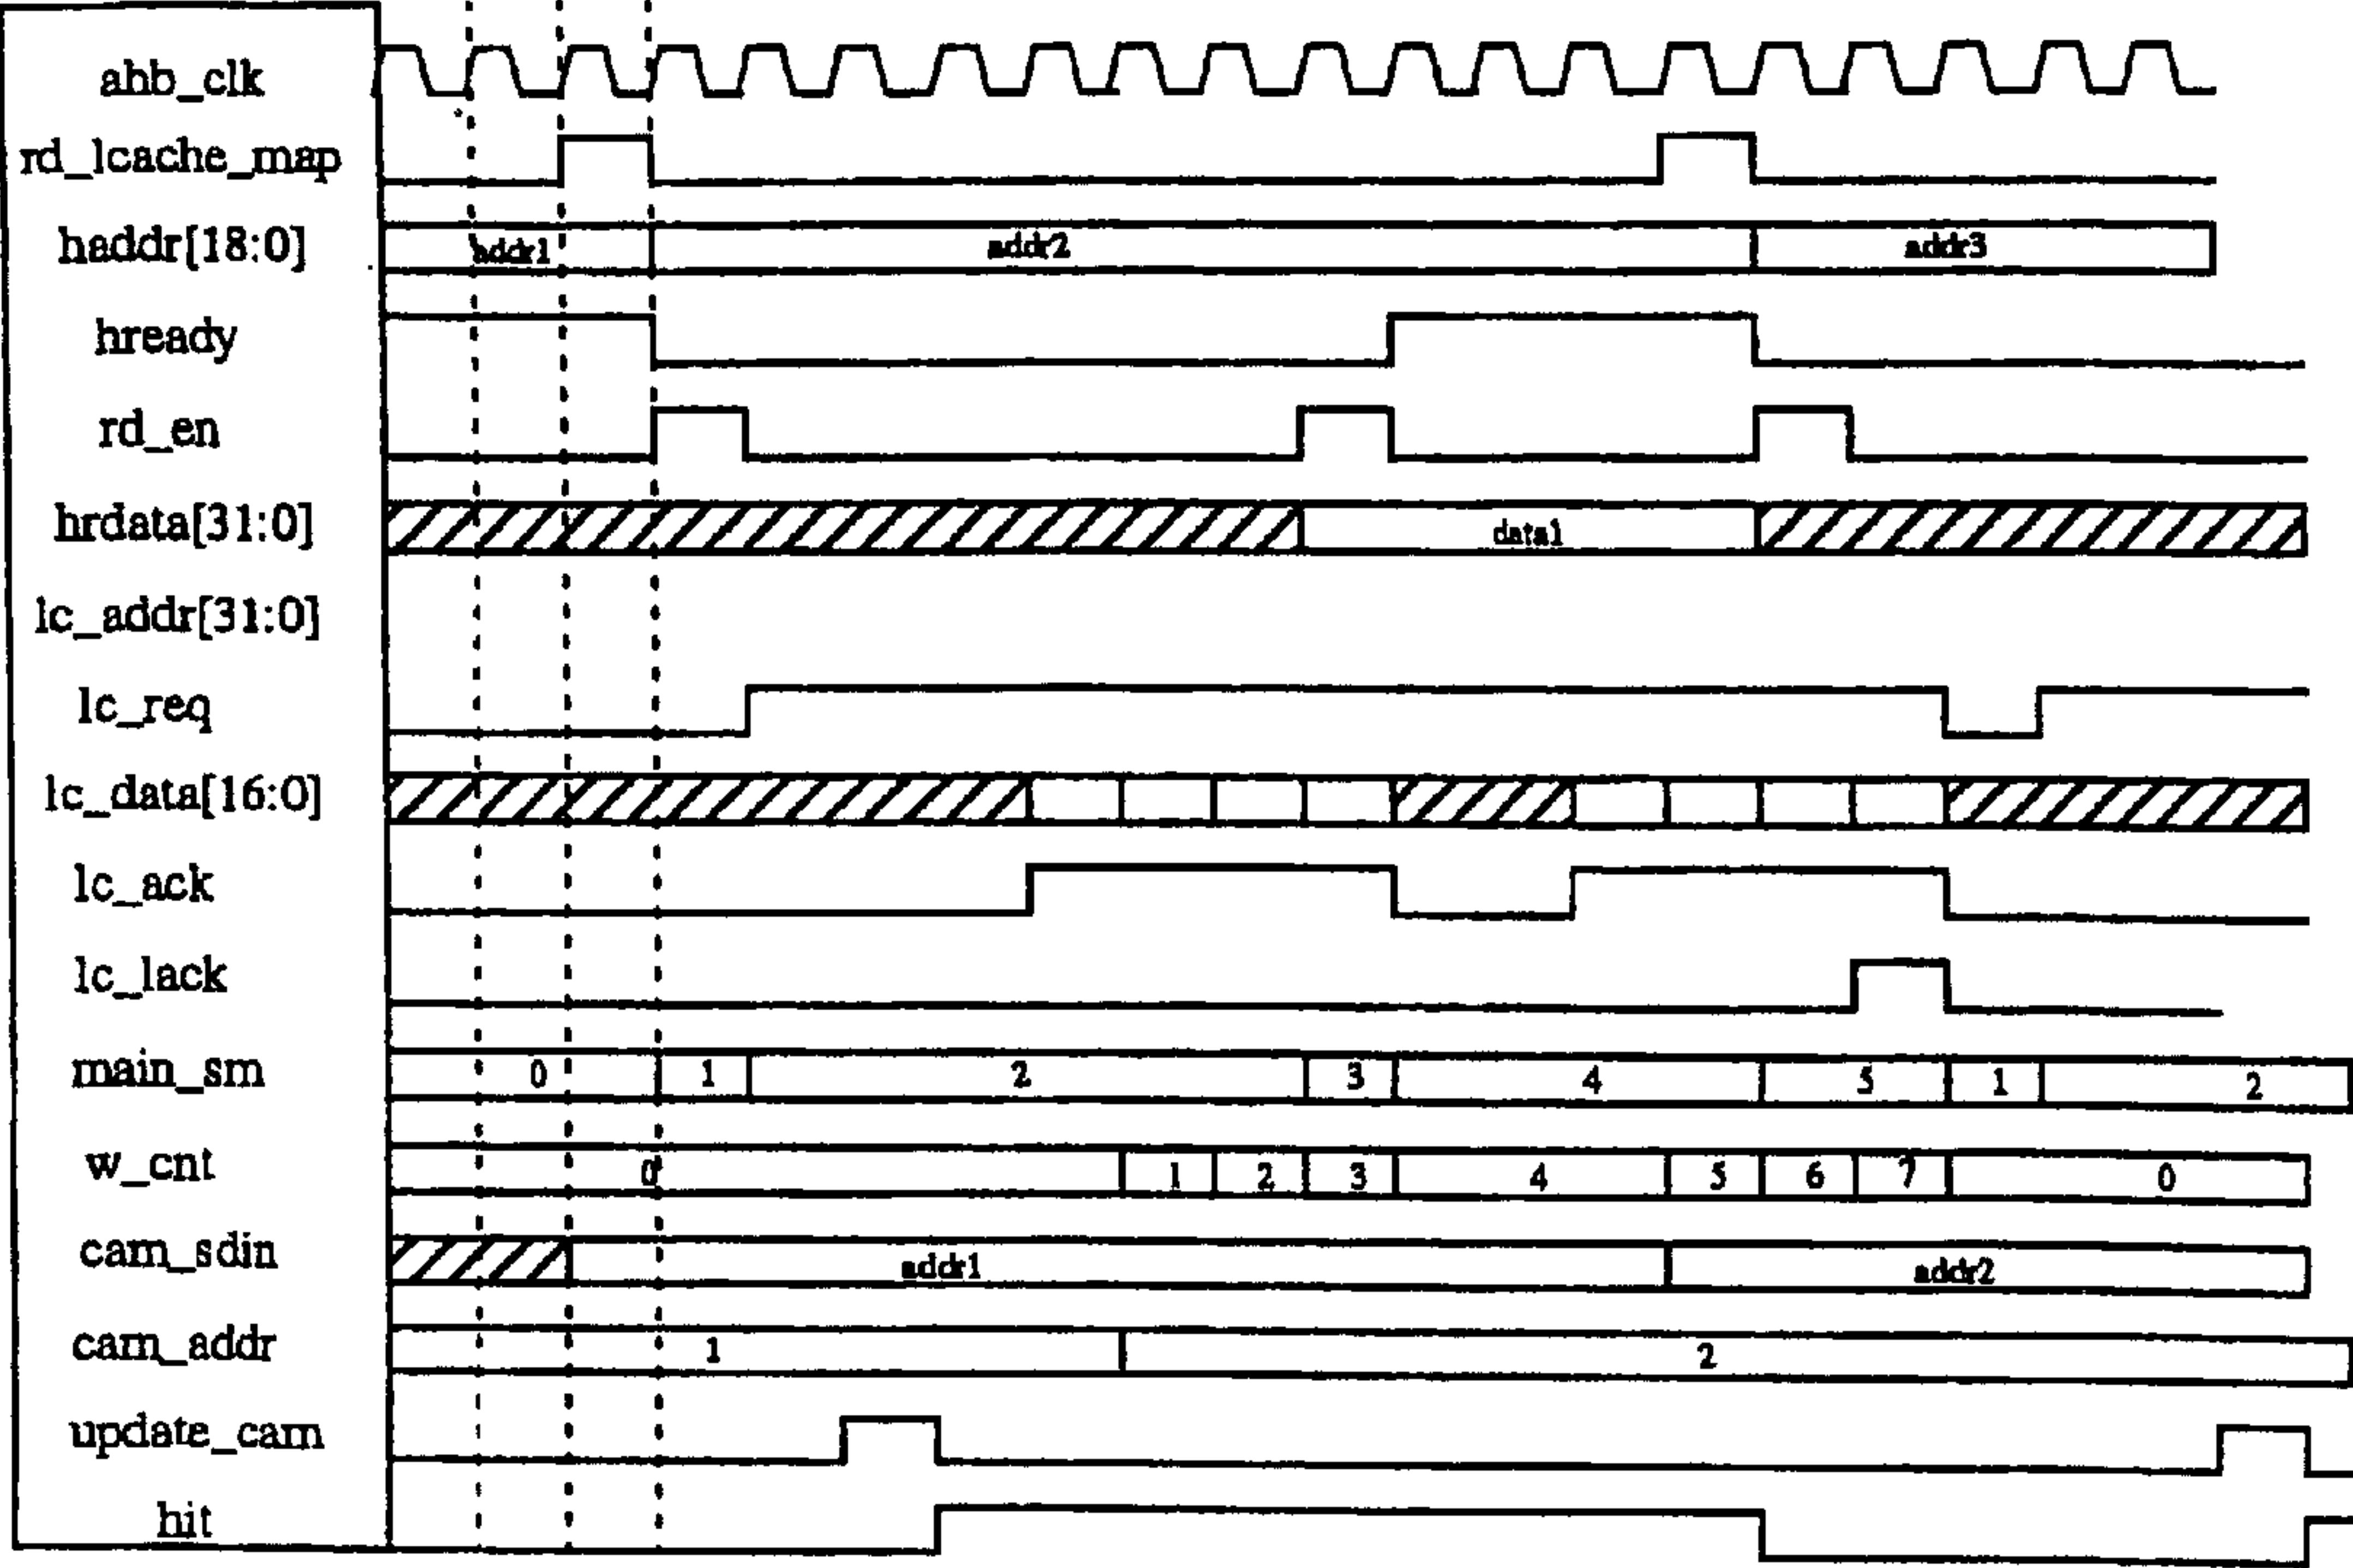 ahb_clk
rd_lcache_map
haddr[18:0] addr1 addr2 addr3
hready
rd_en
hrdata[31:0] data1
lc_addr[31:0]
lc_req
lc_data[16:0]
lc_ack
lc_lack
main_sm 0 1 2 3 4 5 1 2
w_cnt 0 1 2 3 4 5 6 7 0
cam_sdin addr1 addr2
cam_addr 1 2
update_cam
hit